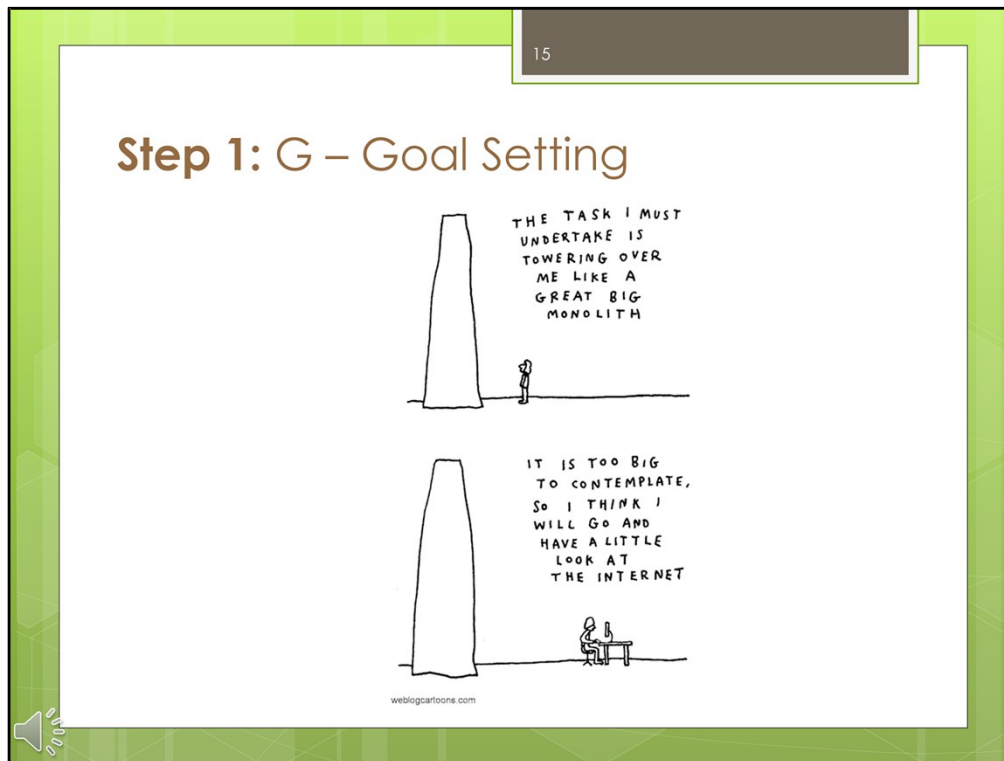 15
Step 1: G – Goal Setting
THE TASK I MUST
UNDERTAKE IS
TOWERING OVER
ME LIKE A
GREAT BIG
MONOLITH
IT IS TOO BIG
TO CONTEMPLATE,
SO I THINK I
WILL GO AND
HAVE A LITTLE
LOOK AT
THE INTERNET
weblogcartoons.com